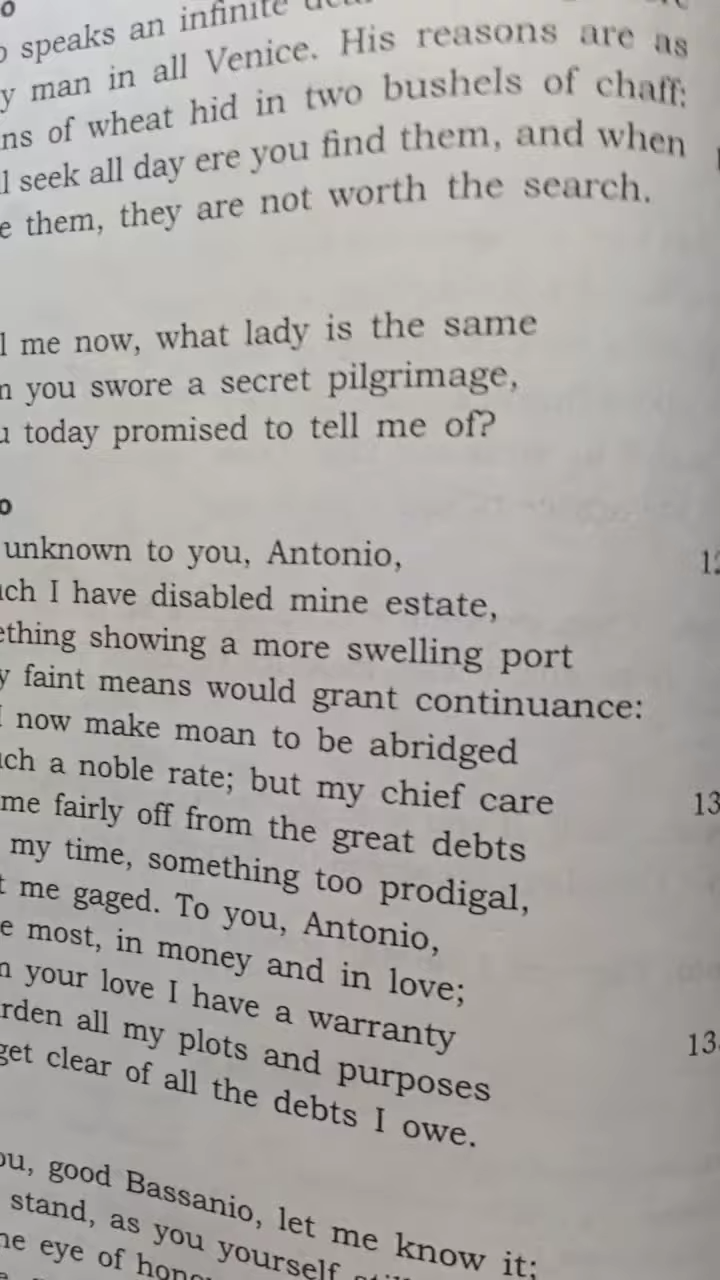 o
speaks an infinite
y man in all Venice. His reasons are as
ns of wheat hid in two bushels of chaff:
l seek all day ere you find them, and when
e them, they are not worth the search.
l me now, what lady is the same
m you swore a secret pilgrimage,
u today promised to tell me of?
o
unknown to you, Antonio,
uch I have disabled mine estate,
ething showing a more swelling port
y faint means would grant continuance:
I now make moan to be abridged
uch a noble rate; but my chief care
me fairly off from the great debts
my time, something too prodigal,
t me gaged. To you, Antonio,
e most, in money and in love;
m your love I have a warranty
rden all my plots and purposes
get clear of all the debts I owe.
ou, good Bassanio, let me know it;
stand, as you yourself
he eye of